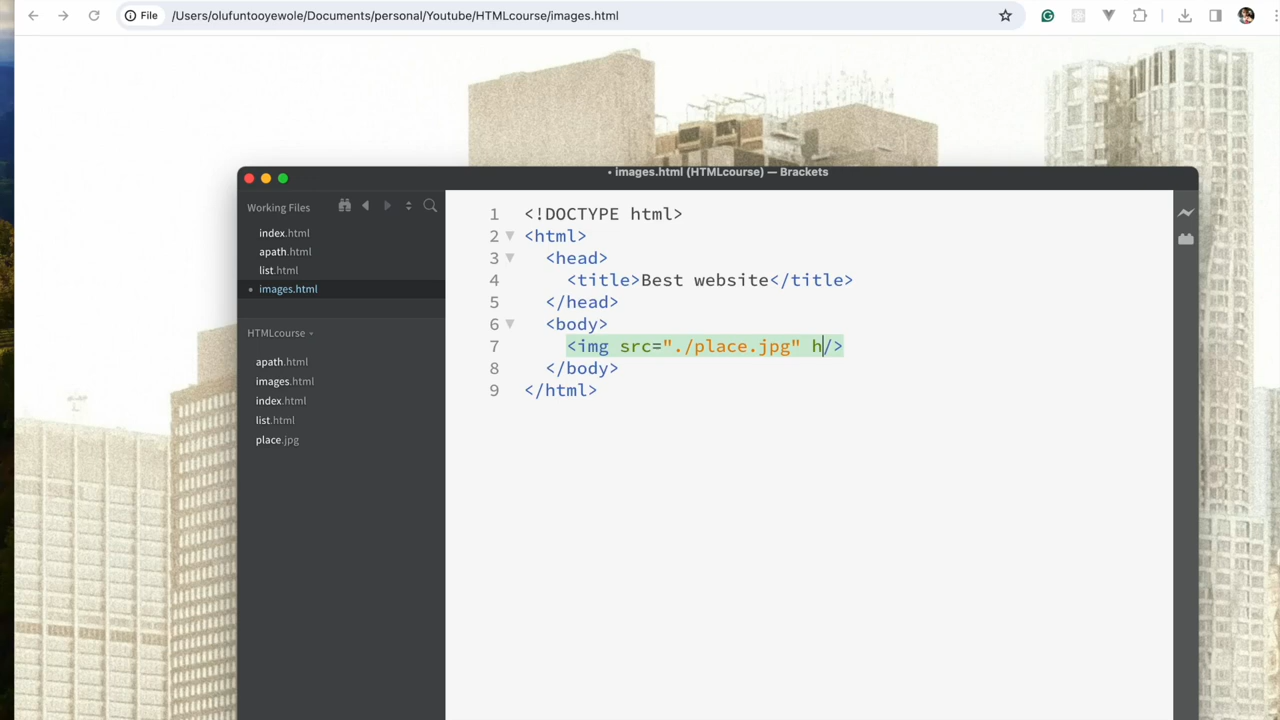 File
/Users/olufuntooyewole/Documents/personal/Youtube/HTMLcourse/images.html
• images.html (HTMLcourse) — Brackets
Working Files
index.html
apath.html
list.html
images.html
HTMLcourse
apath.html
images.html
index.html
list.html
place.jpg
1 <!DOCTYPE html>
2 <html>
3 <head>
4 <title>Best website</title>
5 </head>
6 <body>
7 <img src="./place.jpg" h/>
8 </body>
9 </html>